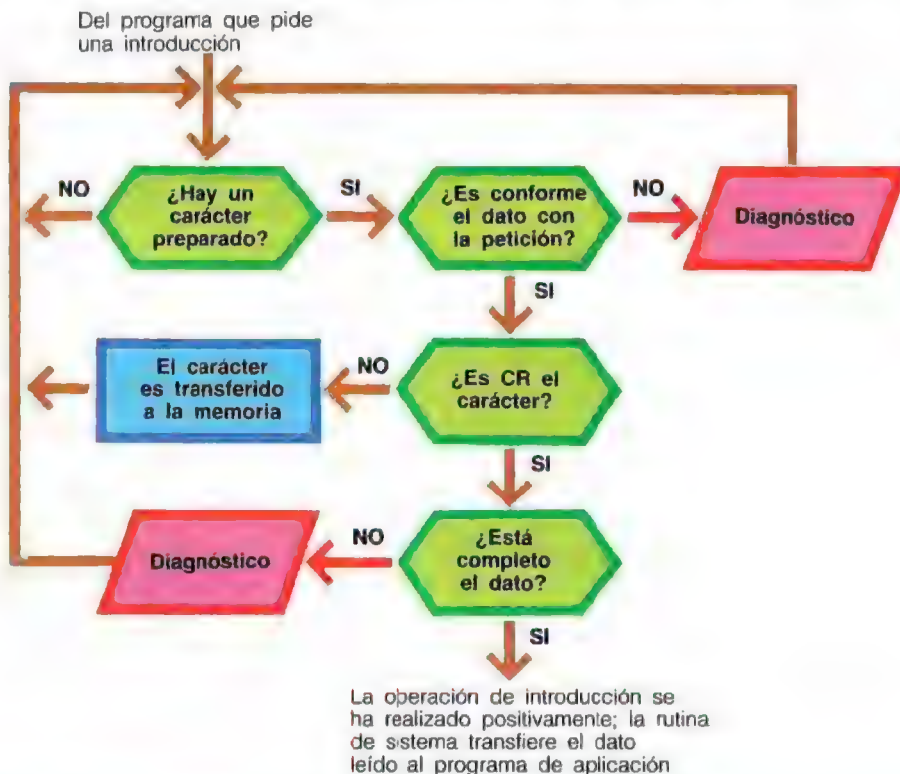 Del programa que pide
una introducción
NO
¿Hay un
carácter
preparado?
SI
¿Es conforme
el dato con
la petición?
NO
Diagnóstico
SI
El carácter
es transferido
a la memoria
NO
¿Es CR el
carácter?
SI
Diagnóstico
NO
¿Está
completo
el dato?
SI
La operación de introducción se
ha realizado positivamente; la rutina
de sistema transfiere el dato
leído al programa de aplicación